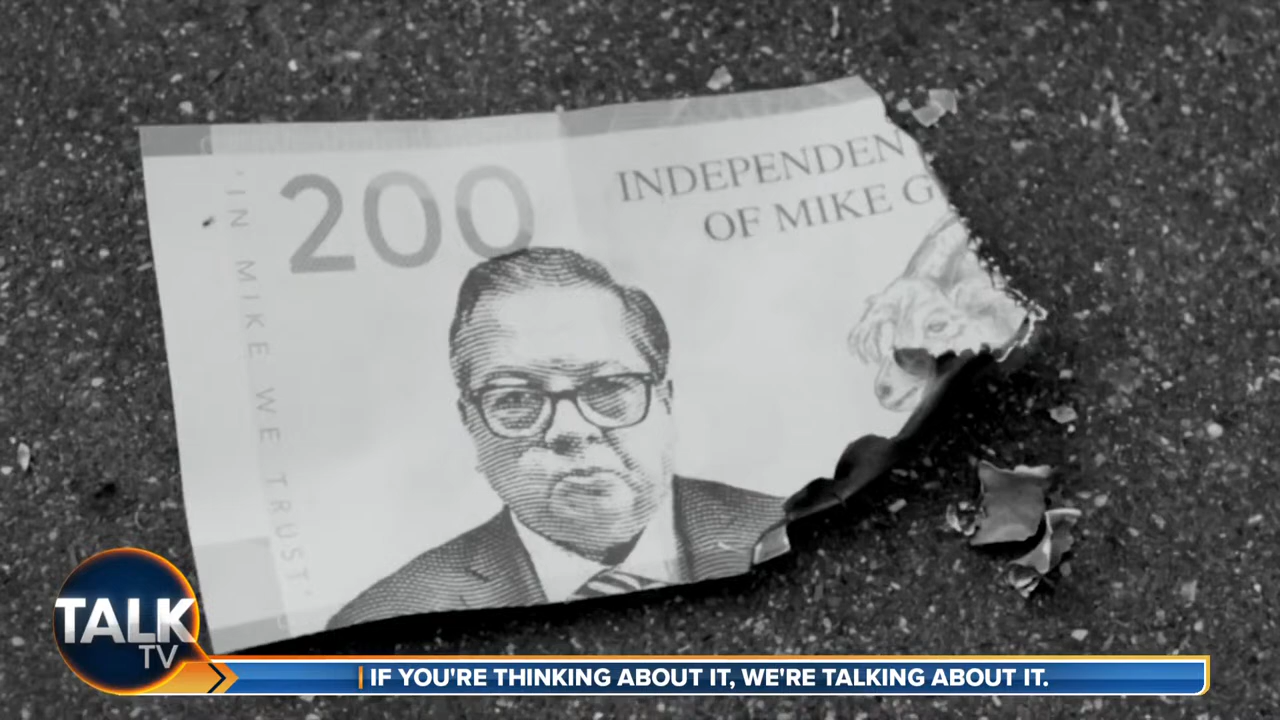 200
INDEPENDEN
OF MIKE G
'IN MIKE WE TRUST'
TALK
TV
IF YOU'RE THINKING ABOUT IT, WE'RE TALKING ABOUT IT.